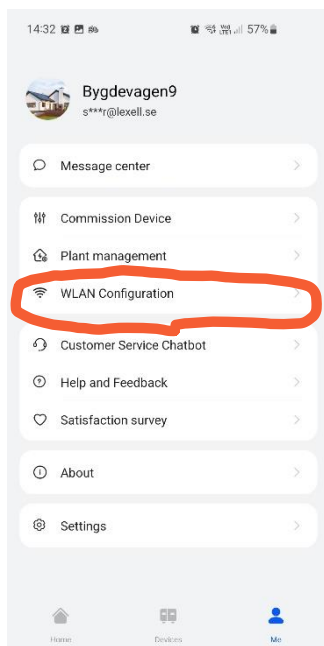 14:32 57%
Bygdevagen9
s***r@lexell.se
Message center
Commission Device
Plant management
WLAN Configuration
Customer Service Chatbot
Help and Feedback
Satisfaction survey
About
Settings
Home Devices Me